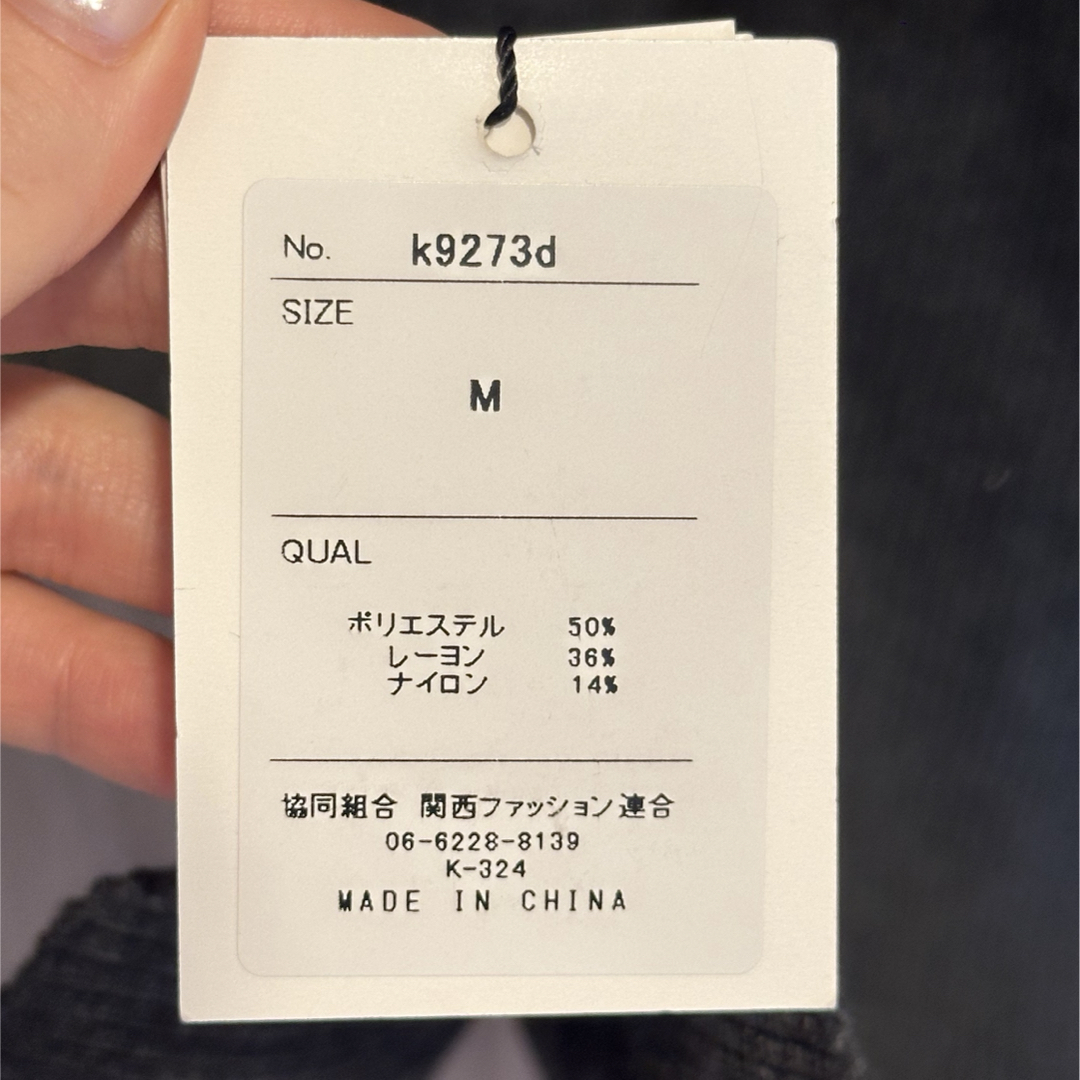 No. k9273d
SIZE
M
QUAL
ポリエステル 50%
レーヨン 36%
ナイロン 14%
協同組合 関西ファッション連合
06-6228-8139
K-324
MADE IN CHINA